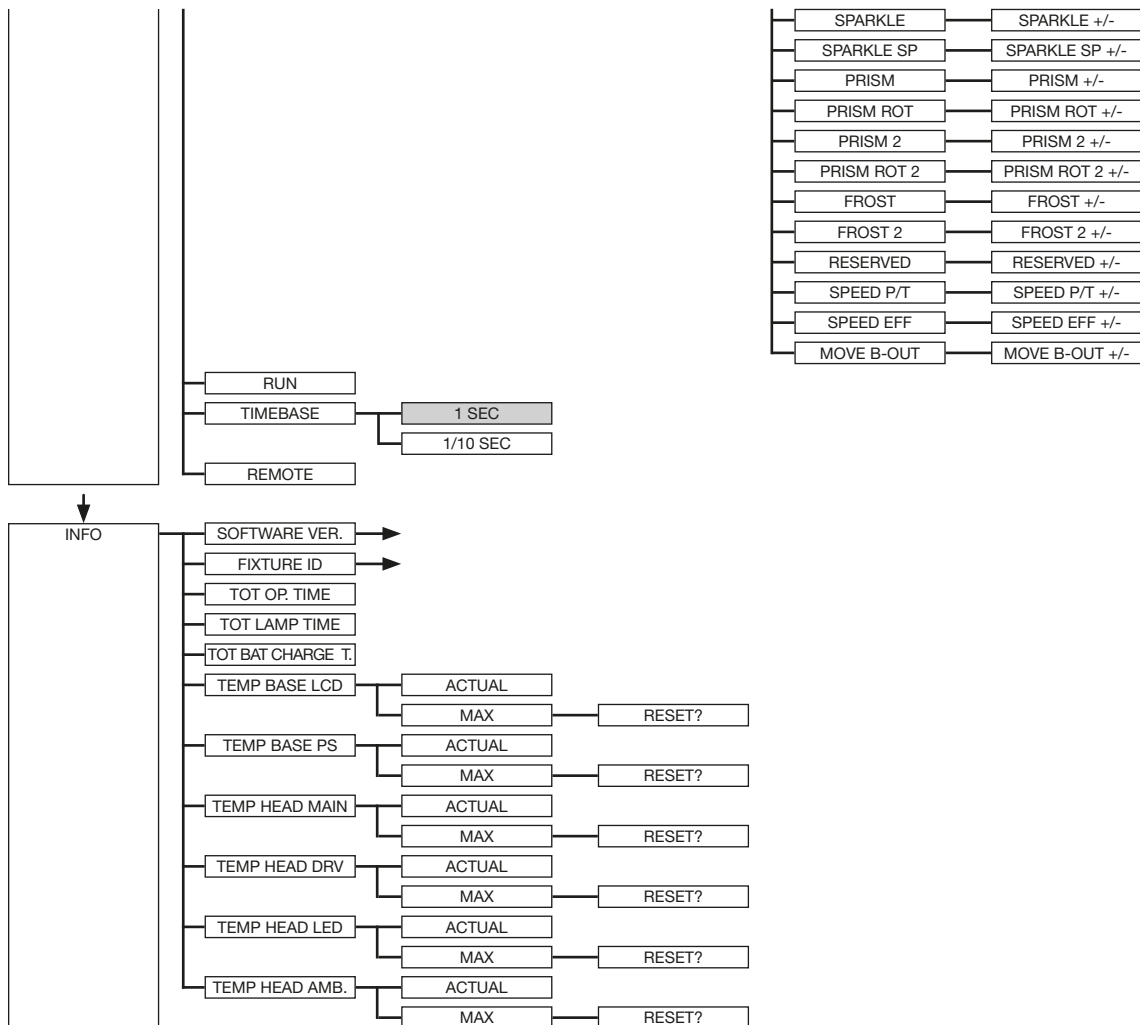 SPARKLE SPARKLE +/-
SPARKLE SP SPARKLE SP +/-
PRISM PRISM +/-
PRISM ROT PRISM ROT +/-
PRISM 2 PRISM 2 +/-
PRISM ROT 2 PRISM ROT 2 +/-
FROST FROST +/-
FROST 2 FROST 2 +/-
RESERVED RESERVED +/-
SPEED P/T SPEED P/T +/-
SPEED EFF SPEED EFF +/-
MOVE B-OUT MOVE B-OUT +/-
RUN
TIMEBASE 1 SEC
1/10 SEC
REMOTE
INFO SOFTWARE VER.
FIXTURE ID
TOT OP. TIME
TOT LAMP TIME
TOT BAT CHARGE T.
TEMP BASE LCD ACTUAL
MAX RESET?
TEMP BASE PS ACTUAL
MAX RESET?
TEMP HEAD MAIN ACTUAL
MAX RESET?
TEMP HEAD DRV ACTUAL
MAX RESET?
TEMP HEAD LED ACTUAL
MAX RESET?
TEMP HEAD AMB. ACTUAL
MAX RESET?